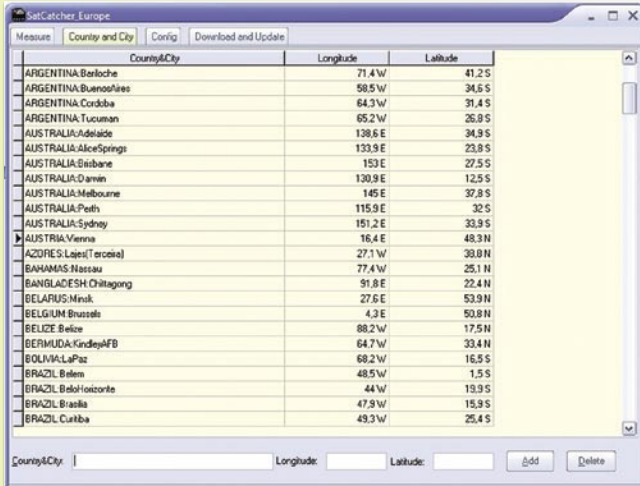 SatCatcher_Europe
Measure Country and City Config Download and Update
Country&City Longitude Latitude
ARGENTINA:Bariloche 71,4 W 41,2 S
ARGENTINA:BuenosAires 58,5 W 34,6 S
ARGENTINA:Cordoba 64,3 W 31,4 S
ARGENTINA:Tucuman 65,2 W 26,8 S
AUSTRALIA:Adelaide 138,6 E 34,9 S
AUSTRALIA:AliceSprings 133,9 E 23,8 S
AUSTRALIA:Brisbane 153 E 27,5 S
AUSTRALIA:Darwin 130,9 E 12,5 S
AUSTRALIA:Melbourne 145 E 37,8 S
AUSTRALIA:Perth 115,9 E 32 S
AUSTRALIA:Sydney 151,2 E 33,9 S
AUSTRIA:Vienna 16,4 E 48,3 N
AZORES:Lajes(Terceira) 27,1 W 38,8 N
BAHAMAS:Nassau 77,4 W 25,1 N
BANGLADESH:Chittagong 91,8 E 22,4 N
BELARUS:Minsk 27,6 E 53,9 N
BELGIUM:Brussels 4,3 E 50,8 N
BELIZE:Belize 88,2 W 17,5 N
BERMUDA:KindleyAFB 64,7 W 33,4 N
BOLIVIA:LaPaz 68,2 W 16,5 S
BRAZIL:Belem 48,5 W 1,5 S
BRAZIL:BeloHorizonte 44 W 19,9 S
BRAZIL:Brasilia 47,9 W 15,9 S
BRAZIL:Curitiba 49,3 W 25,4 S
Country&City: Longitude: Latitude: Add Delete